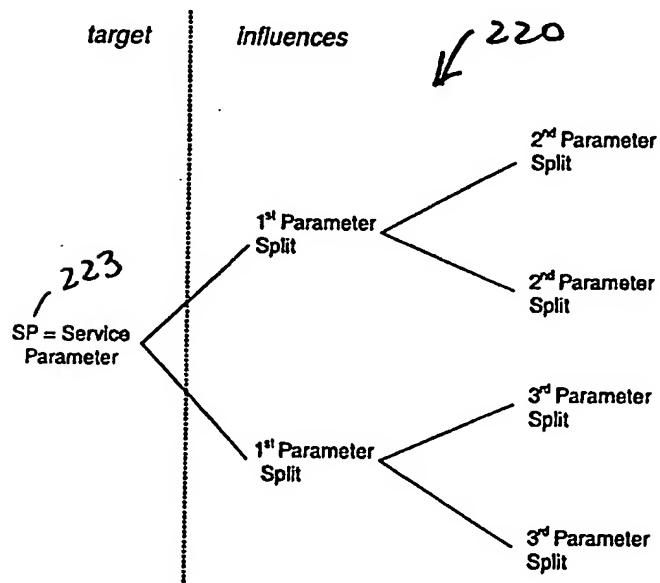 target
influences
220
2nd Parameter
Split
1st Parameter
Split
2nd Parameter
Split
223
SP = Service
Parameter
3rd Parameter
Split
1st Parameter
Split
3rd Parameter
Split